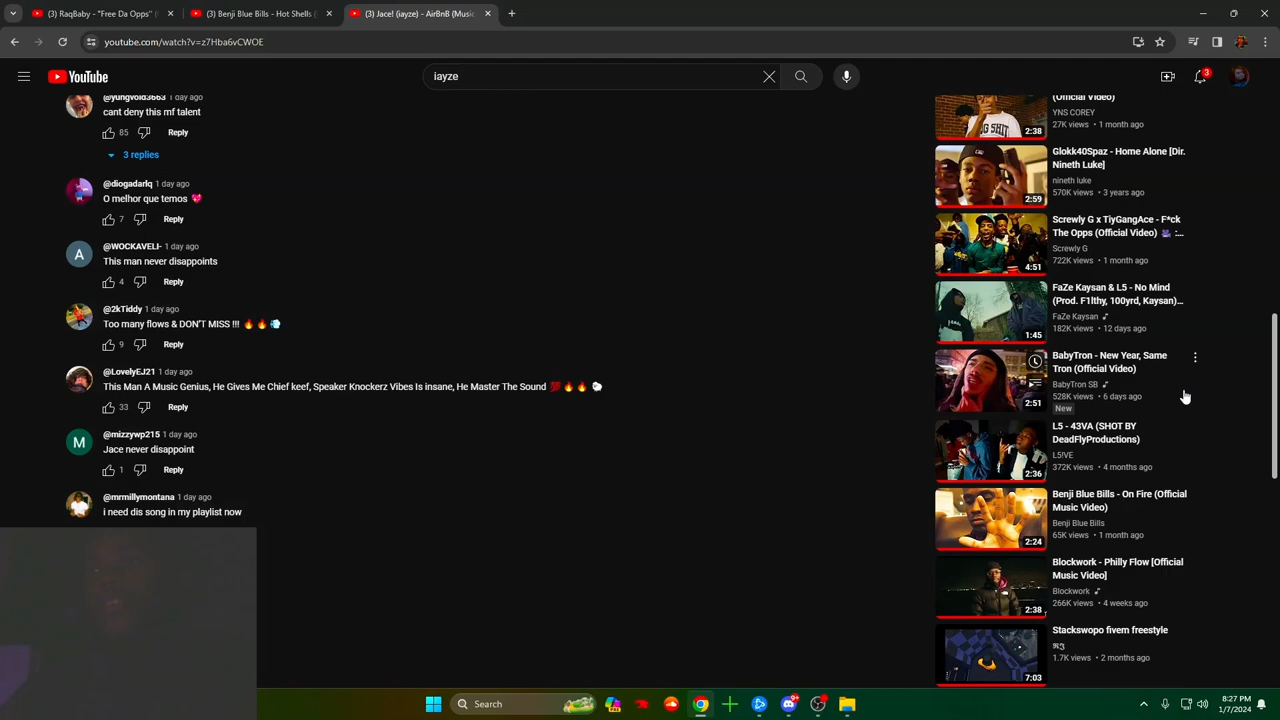 (3) RaqBaby - "Free Da Opps" (
(3) Benji Blue Bills - Hot Shells (
(3) Jace! (iayze) - AirBnB (Music
youtube.com/watch?v=z7Hba6vCWOE
YouTube
iayze
3
@yungvold3663 1 day ago
cant deny this mf talent
85 Reply
3 replies
@diogadarlq 1 day ago
O melhor que temos 💖
7 Reply
A
@WOCKAVELI- 1 day ago
This man never disappoints
4 Reply
@2kTiddy 1 day ago
Too many flows & DON'T MISS !!! 🔥🔥💨
9 Reply
@LovelyEJ21 1 day ago
This Man A Music Genius, He Gives Me Chief keef, Speaker Knockerz Vibes Is insane, He Master The Sound 💯🔥🔥🐑
33 Reply
M
@mizzywp215 1 day ago
Jace never disappoint
1 Reply
@mrmillymontana 1 day ago
i need dis song in my playlist now
(Official Video)
YNS COREY
27K views • 1 month ago
2:38
Glokk40Spaz - Home Alone [Dir.
Nineth Luke]
nineth luke
570K views • 3 years ago
2:59
Screwly G x TiyGangAce - F*ck
The Opps (Official Video) 😈 :...
Screwly G
722K views • 1 month ago
4:51
FaZe Kaysan & L5 - No Mind
(Prod. F1lthy, 100yrd, Kaysan)...
FaZe Kaysan
182K views • 12 days ago
1:45
BabyTron - New Year, Same
Tron (Official Video)
BabyTron SB
528K views • 6 days ago
New
2:51
L5 - 43VA (SHOT BY
DeadFlyProductions)
L5!VE
372K views • 4 months ago
2:36
Benji Blue Bills - On Fire (Official
Music Video)
Benji Blue Bills
65K views • 1 month ago
2:24
Blockwork - Philly Flow [Official
Music Video]
Blockwork
266K views • 4 weeks ago
2:38
Stackswopo fivem freestyle
1.7K views • 2 months ago
7:03
Search
8:27 PM
1/7/2024